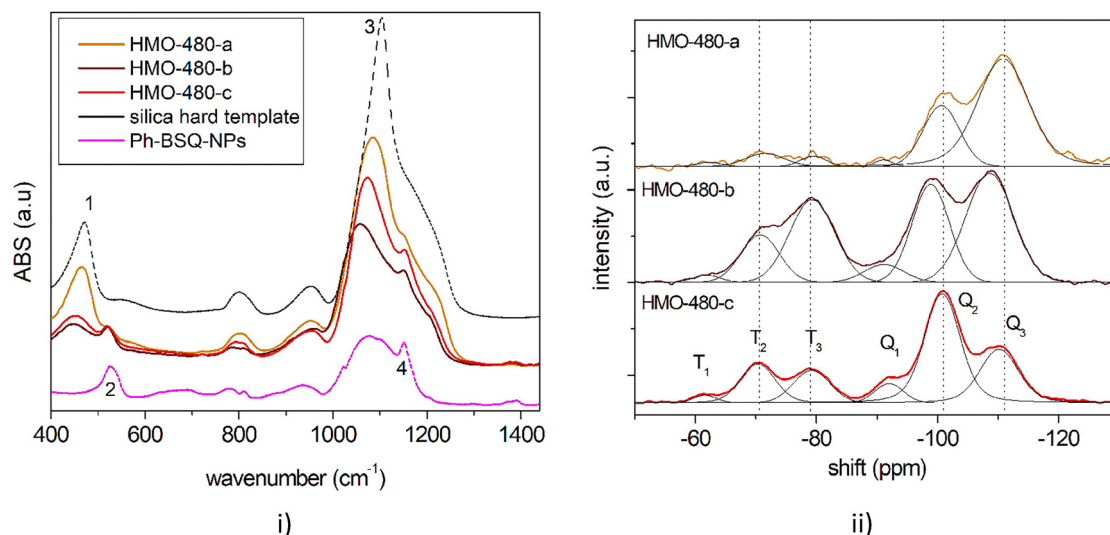 HMO-480-a
HMO-480-b
HMO-480-c
silica hard template
Ph-BSQ-NPs
1
2
3
4
ABS (a.u)
400 600 800 1000 1200 1400
wavenumber (cm⁻¹)
i)
HMO-480-a
HMO-480-b
HMO-480-c
T₁
T₂
T₃
Q₁
Q₂
Q₃
intensity (a.u.)
-60 -80 -100 -120
shift (ppm)
ii)